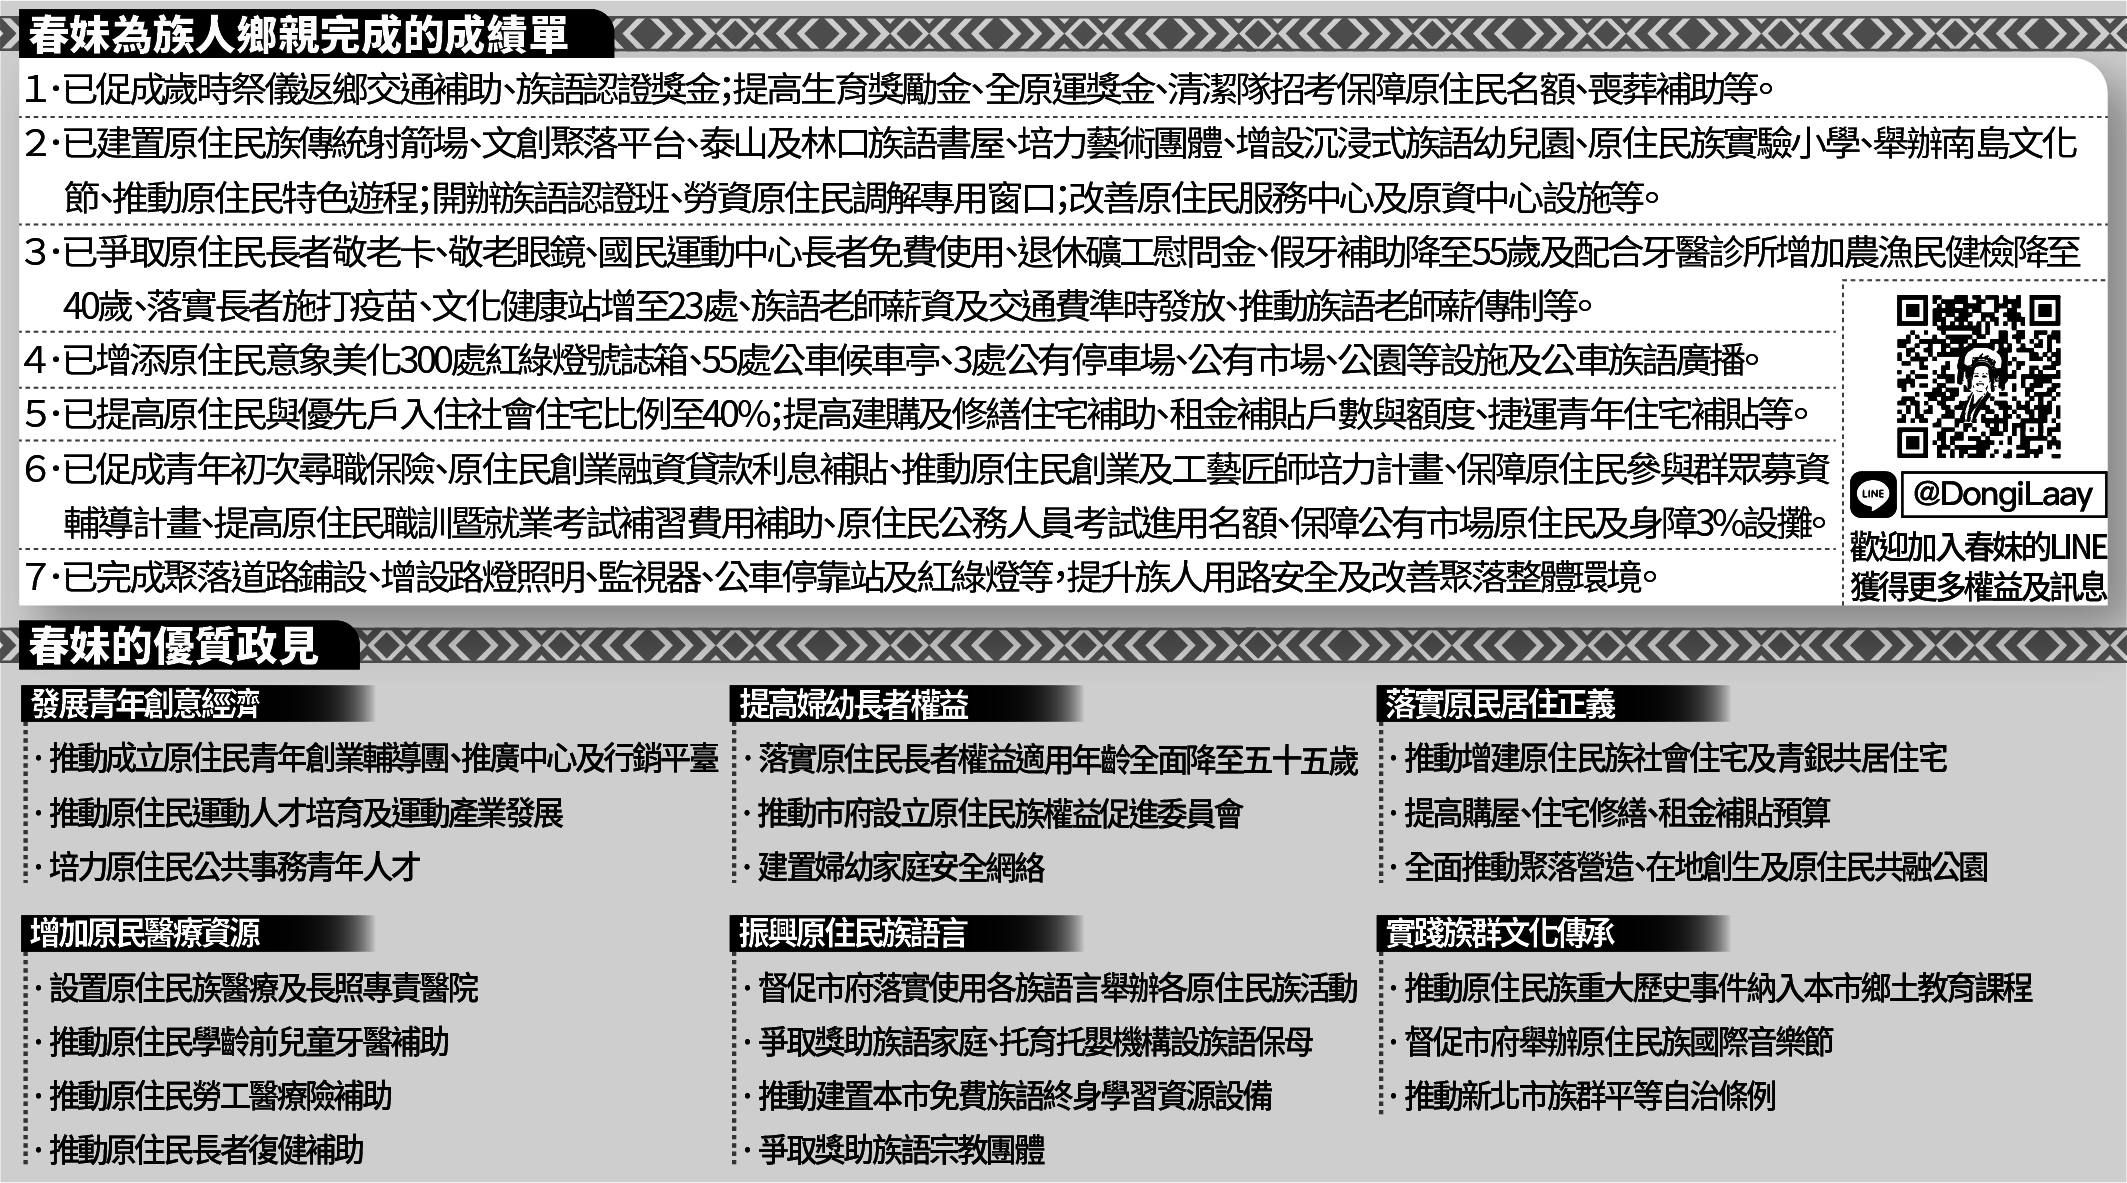 春妹為族人鄉親完成的成績單
1·已促成歲時祭儀返鄉交通補助、族語認證獎金;提高生育獎勵金、全原運獎金、清潔隊招考保障原住民名額、喪葬補助等。
2·已建置原住民族傳統射箭場、文創聚落平台、泰山及林口族語書屋、培力藝術團體、增設沉浸式族語幼兒園、原住民族實驗小學、舉辦南島文化
節、推動原住民特色遊程;開辦族語認證班、勞資原住民調解專用窗口;改善原住民服務中心及原資中心設施等。
3·已爭取原住民長者敬老卡、敬老眼鏡、國民運動中心長者免費使用、退休礦工慰問金、假牙補助降至55歲及配合牙醫診所增加農漁民健檢降至
40歲、落實長者施打疫苗、文化健康站增至23處、族語老師薪資及交通費準時發放、推動族語老師薪傳制等。
4·已增添原住民意象美化300處紅綠燈號誌箱、55處公車候車亭、3處公有停車場、公有市場、公園等設施及公車族語廣播。
5·已提高原住民與優先戶入住社會住宅比例至40%;提高建購及修繕住宅補助、租金補貼戶數與額度、捷運青年住宅補貼等。
6·已促成青年初次尋職保險、原住民創業融資貸款利息補貼、推動原住民創業及工藝匠師培力計畫、保障原住民參與群眾募資
輔導計畫、提高原住民職訓暨就業考試補習費用補助、原住民公務人員考試進用名額、保障公有市場原住民及身障3%設攤。
7·已完成聚落道路鋪設、增設路燈照明、監視器、公車停靠站及紅綠燈等,提升族人用路安全及改善聚落整體環境。
LINE
@DongiLaay
歡迎加入春妹的LINE
獲得更多權益及訊息
春妹的優質政見
發展青年創意經濟
·推動成立原住民青年創業輔導團、推廣中心及行銷平臺
·推動原住民運動人才培育及運動產業發展
·培力原住民公共事務青年人才
提高婦幼長者權益
·落實原住民長者權益適用年齡全面降至五十五歲
·推動市府設立原住民族權益促進委員會
·建置婦幼家庭安全網絡
落實原民居住正義
·推動增建原住民族社會住宅及青銀共居住宅
·提高購屋、住宅修繕、租金補貼預算
·全面推動聚落營造、在地創生及原住民共融公園
增加原民醫療資源
·設置原住民族醫療及長照專責醫院
·推動原住民學齡前兒童牙醫補助
·推動原住民勞工醫療險補助
·推動原住民長者復健補助
振興原住民族語言
·督促市府落實使用各族語言舉辦各原住民族活動
·爭取獎助族語家庭、托育托嬰機構設族語保母
·推動建置本市免費族語終身學習資源設備
·爭取獎助族語宗教團體
實踐族群文化傳承
·推動原住民族重大歷史事件納入本市鄉土教育課程
·督促市府舉辦原住民族國際音樂節
·推動新北市族群平等自治條例